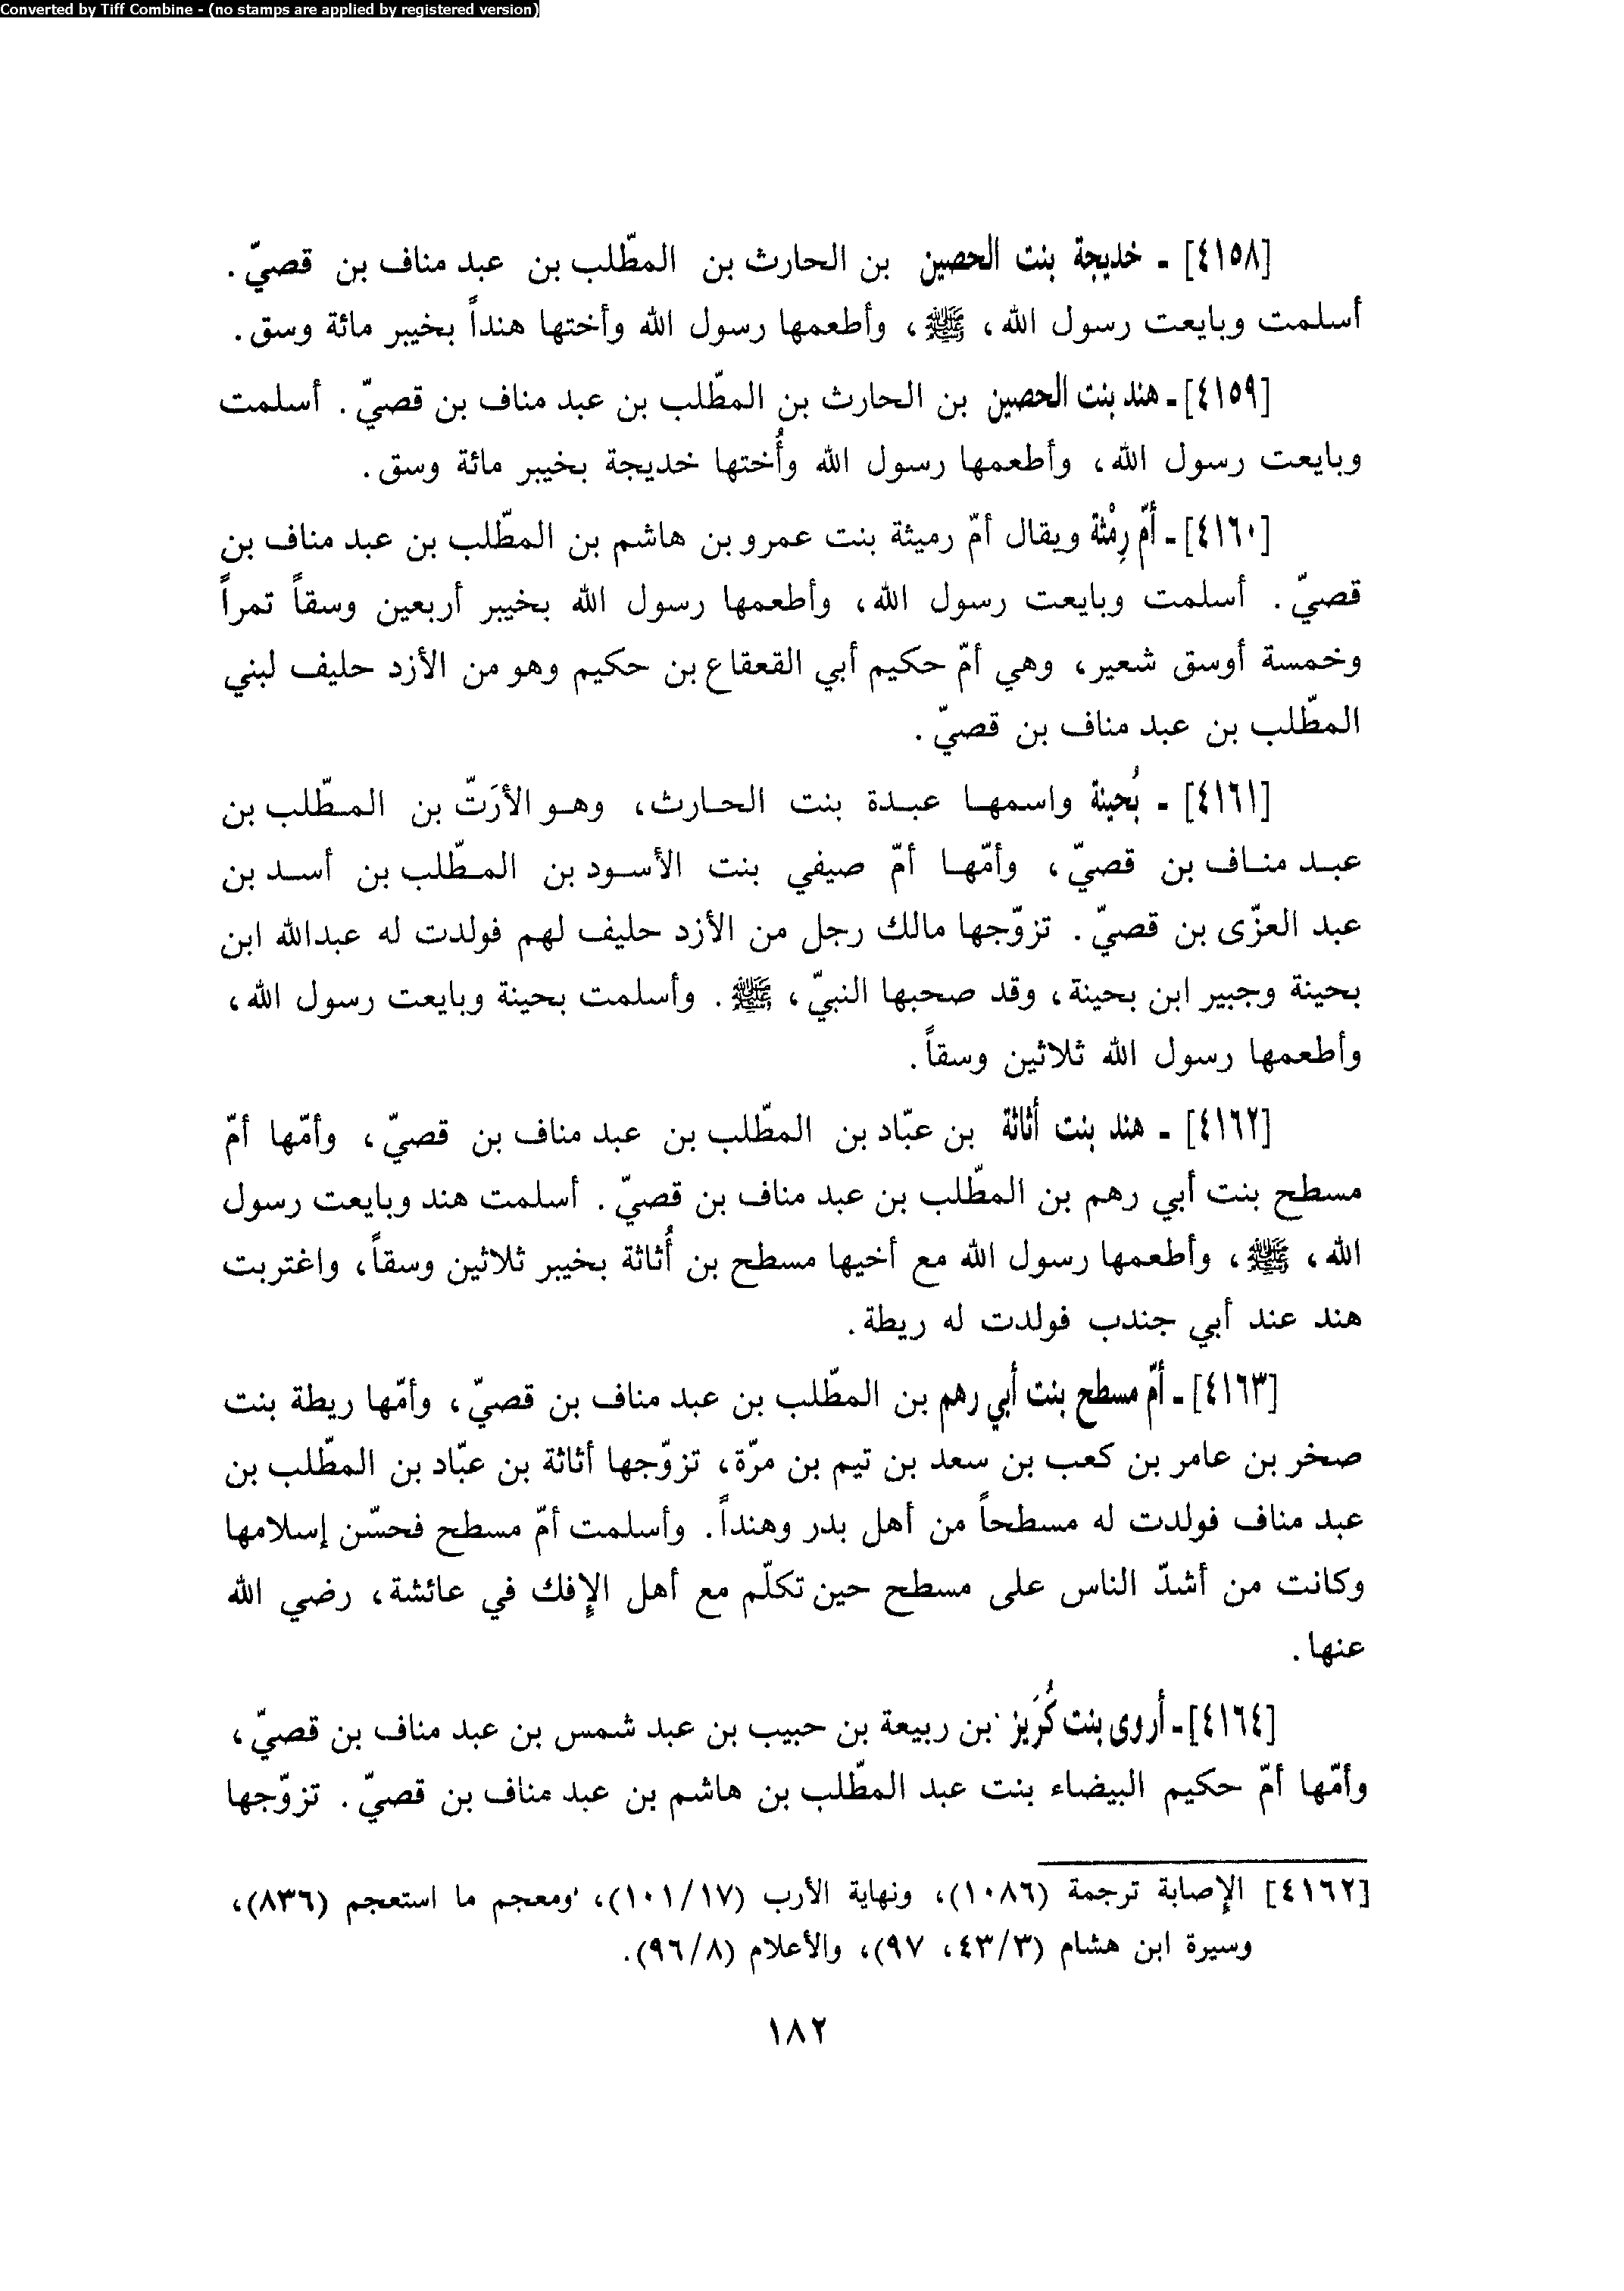 Converted by Tiff Combine - (no stamps are applied by registered version)
[٤١٥٨] - خديجة بنت الحصين بن الحارث بن المطّلب بن عبد مناف بن قصيّ.
أسلمت وبايعت رسول الله، ﷺ، وأطعمها رسول الله وأختها هنداً بخيبر مائة وسق.
[٤١٥٩] - هند بنت الحصين بن الحارث بن المطّلب بن عبد مناف بن قصيّ. أسلمت
وبايعت رسول الله، وأطعمها رسول الله وأُختها خديجة بخيبر مائة وسق.
[٤١٦٠] - أمّ رِمْثة ويقال أمّ رميثة بنت عمرو بن هاشم بن المطّلب بن عبد مناف بن
قصيّ. أسلمت وبايعت رسول الله، وأطعمها رسول الله بخيبر أربعين وسقاً تمراً
وخمسة أوسق شعير، وهي أمّ حكيم أبي القعقاع بن حكيم وهو من الأزد حليف لبني
المطّلب بن عبد مناف بن قصيّ.
[٤١٦١] - بُحينة واسمها عبدة بنت الحارث، وهو الأرَتّ بن المطّلب بن
عبد مناف بن قصيّ، وأمّها أمّ صيفي بنت الأسود بن المطّلب بن أسد بن
عبد العزّى بن قصيّ. تزوّجها مالك رجل من الأزد حليف لهم فولدت له عبدالله ابن
بحينة وجبير ابن بحينة، وقد صحبها النبيّ، ﷺ. وأسلمت بحينة وبايعت رسول الله،
وأطعمها رسول الله ثلاثين وسقاً.
[٤١٦٢] - هند بنت أثاثة بن عبّاد بن المطّلب بن عبد مناف بن قصيّ، وأمّها أمّ
مسطح بنت أبي رهم بن المطّلب بن عبد مناف بن قصيّ. أسلمت هند وبايعت رسول
الله، ﷺ، وأطعمها رسول الله مع أخيها مسطح بن أُثاثة بخيبر ثلاثين وسقاً، واغتربت
هند عند أبي جندب فولدت له ريطة.
[٤١٦٣] - أمّ مسطح بنت أبي رهم بن المطّلب بن عبد مناف بن قصيّ، وأمّها ريطة بنت
صخر بن عامر بن كعب بن سعد بن تيم بن مرّة، تزوّجها أثاثة بن عبّاد بن المطّلب بن
عبد مناف فولدت له مسطحاً من أهل بدر وهنداً. وأسلمت أمّ مسطح فحسّن إسلامها
وكانت من أشدّ الناس على مسطح حين تكلّم مع أهل الإفك في عائشة، رضي الله
عنها.
[٤١٦٤] - أروى بنت كُرَيز بن ربيعة بن حبيب بن عبد شمس بن عبد مناف بن قصيّ،
وأمّها أمّ حكيم البيضاء بنت عبد المطّلب بن هاشم بن عبد مناف بن قصيّ. تزوّجها
[٤١٦٢] الإصابة ترجمة (١٠٨٦)، ونهاية الأرب (١٠١/١٧)، ومعجم ما استعجم (٨٣٦)،
وسيرة ابن هشام (٤٣/٣، ٩٧)، والأعلام (٩٦/٨).
١٨٢